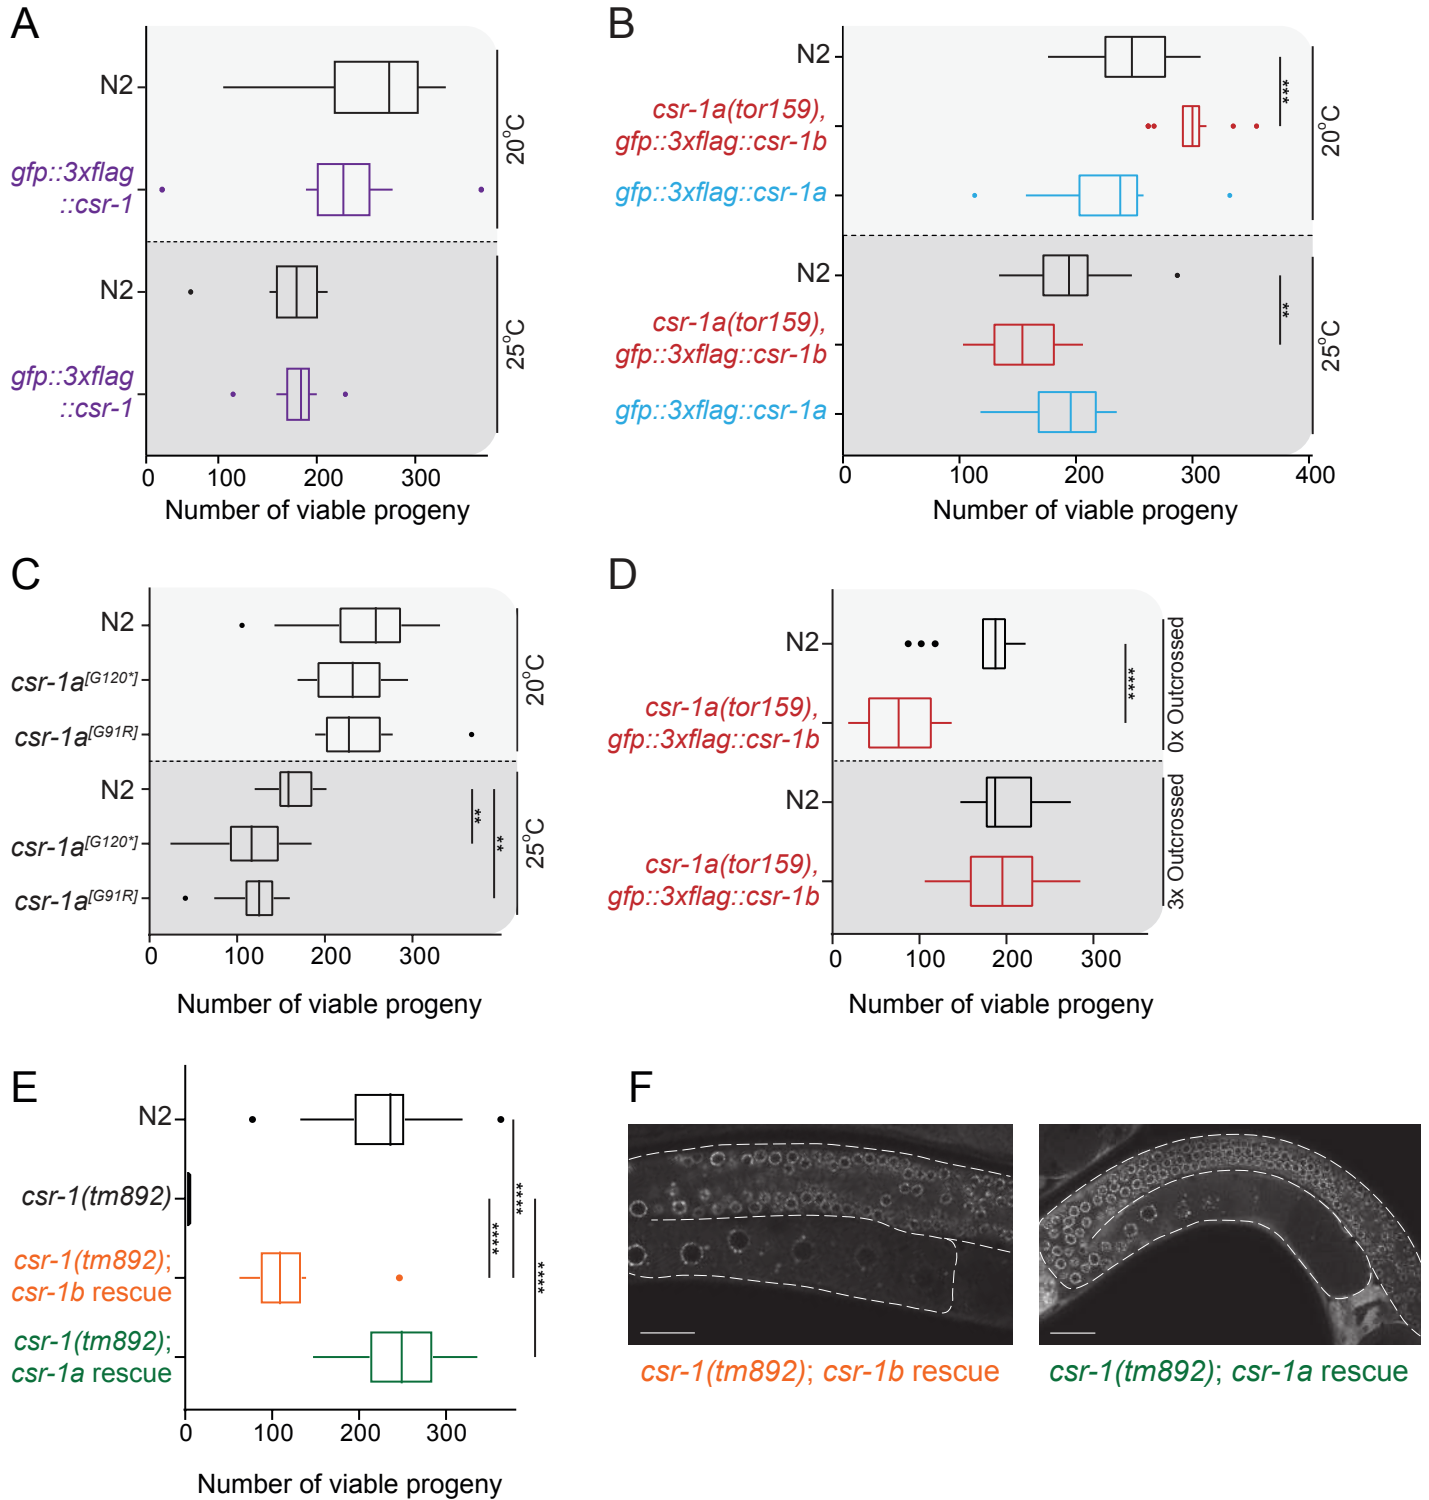 A
N2
gfp::3xflag
::csr-1
20°C
N2
gfp::3xflag
::csr-1
25°C
0 100 200 300
Number of viable progeny
B
N2
***
csr-1a(tor159),
gfp::3xflag::csr-1b
20°C
gfp::3xflag::csr-1a
N2
**
csr-1a(tor159),
gfp::3xflag::csr-1b
25°C
gfp::3xflag::csr-1a
0 100 200 300 400
Number of viable progeny
C
N2
csr-1a[G120*]
20°C
csr-1a[G91R]
N2
**
csr-1a[G120*]
**
25°C
csr-1a[G91R]
0 100 200 300
Number of viable progeny
D
N2
****
0x Outcrossed
csr-1a(tor159),
gfp::3xflag::csr-1b
N2
3x Outcrossed
csr-1a(tor159),
gfp::3xflag::csr-1b
0 100 200 300
Number of viable progeny
E
N2
csr-1(tm892)
****
****
****
csr-1(tm892);
csr-1b rescue
csr-1(tm892);
csr-1a rescue
0 100 200 300
Number of viable progeny
F
csr-1(tm892); csr-1b rescue
csr-1(tm892); csr-1a rescue